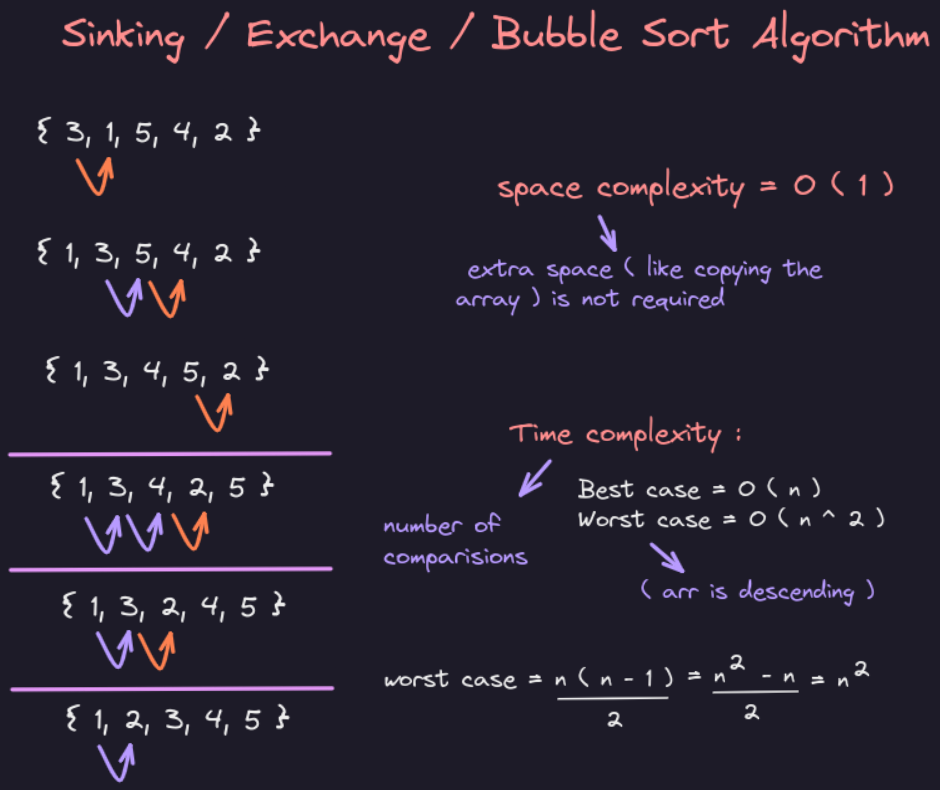 Sinking / Exchange / Bubble Sort Algorithm
{ 3, 1, 5, 4, 2 }
{ 1, 3, 5, 4, 2 }
{ 1, 3, 4, 5, 2 }
{ 1, 3, 4, 2, 5 }
{ 1, 3, 2, 4, 5 }
{ 1, 2, 3, 4, 5 }
space complexity = O ( 1 )
extra space ( like copying the
array ) is not required
Time complexity :
number of
comparisions
Best case = O ( n )
Worst case = O ( n ^ 2 )
( arr is descending )
worst case = n ( n - 1 ) / 2 = n^2 - n / 2 = n^2